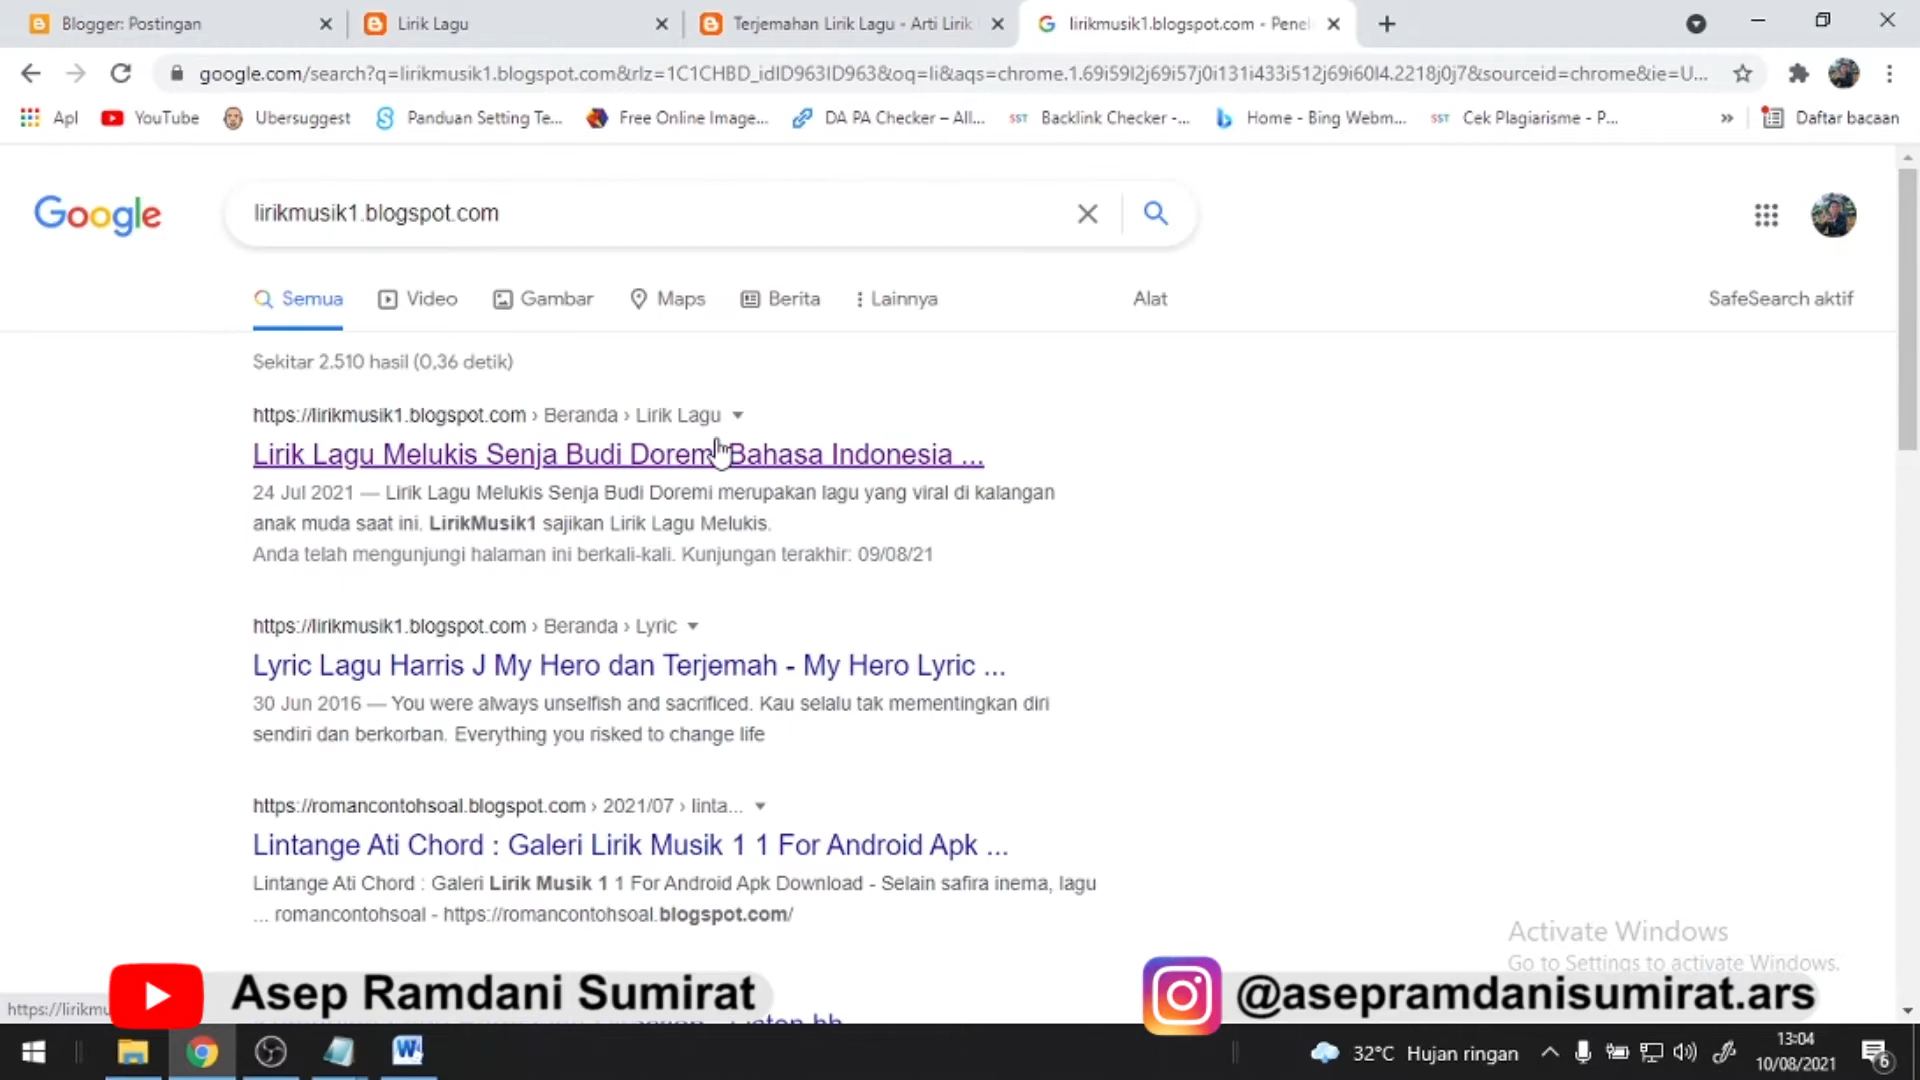 Blogger: Postingan
Lirik Lagu
Terjemahan Lirik Lagu - Arti Lirik
lirikmusik1.blogspot.com - Penel
google.com/search?q=lirikmusik1.blogspot.com&rlz=1C1CHBD_idID963ID963&oq=li&aqs=chrome.1.69i59l2j69i57j0i131i433i512j69i60l4.2218j0j7&sourceid=chrome&ie=U...
Apl
YouTube
Ubersuggest
Panduan Setting Te...
Free Online Image...
DA PA Checker – All...
SST
Backlink Checker -...
Home - Bing Webm...
SST
Cek Plagiarisme - P...
»
Daftar bacaan
Google
lirikmusik1.blogspot.com
Semua
Video
Gambar
Maps
Berita
Lainnya
Alat
SafeSearch aktif
Sekitar 2.510 hasil (0,36 detik)
https://lirikmusik1.blogspot.com › Beranda › Lirik Lagu
Lirik Lagu Melukis Senja Budi Doremi Bahasa Indonesia ...
24 Jul 2021 — Lirik Lagu Melukis Senja Budi Doremi merupakan lagu yang viral di kalangan
anak muda saat ini. LirikMusik1 sajikan Lirik Lagu Melukis.
Anda telah mengunjungi halaman ini berkali-kali. Kunjungan terakhir: 09/08/21
https://lirikmusik1.blogspot.com › Beranda › Lyric
Lyric Lagu Harris J My Hero dan Terjemah - My Hero Lyric ...
30 Jun 2016 — You were always unselfish and sacrificed. Kau selalu tak mementingkan diri
sendiri dan berkorban. Everything you risked to change life
https://romancontohsoal.blogspot.com › 2021/07 › linta...
Lintange Ati Chord : Galeri Lirik Musik 1 1 For Android Apk ...
Lintange Ati Chord : Galeri Lirik Musik 1 1 For Android Apk Download - Selain safira inema, lagu
... romancontohsoal - https://romancontohsoal.blogspot.com/
Activate Windows
Go to Settings to activate Windows.
https://lirikmu
Asep Ramdani Sumirat
@asepramdanisumirat.ars
32°C Hujan ringan
13:04
10/08/2021
6